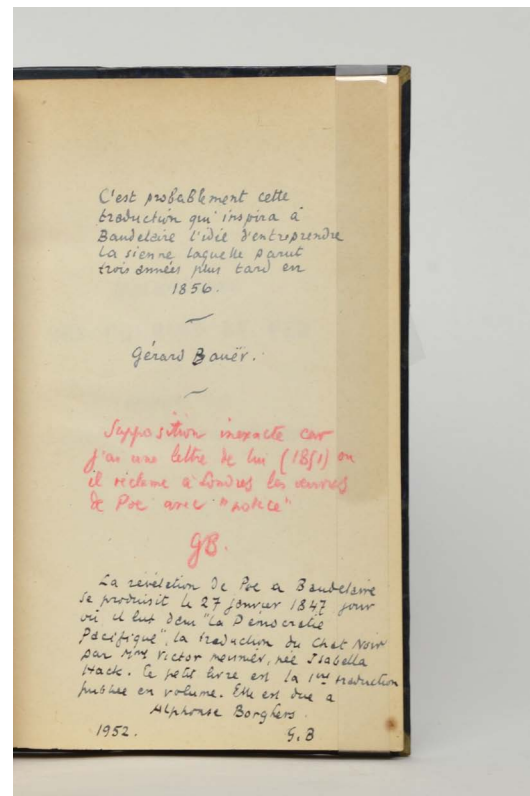 C'est probablement cette
traduction qui inspira à
Baudelaire l'idée d'entreprendre
la sienne laquelle parut
trois années plus tard en
1856.
Gérard Bauër.
Supposition inexacte car
j'ai une lettre de lui (1851) où
il réclame à Londres les œuvres
de Poe avec "notice"
GB.
La révélation de Poe a Baudelaire
se produisit le 27 janvier 1847 jour
où il lut dans "La Démocratie
Pacifique", la traduction du Chat Noir
par Mme Victor Meunier, née Isabella
Hack. Ce petit livre est la 1ère traduction
publiée en volume. Elle est due a
Alphonse Borghers.
1952. G.B